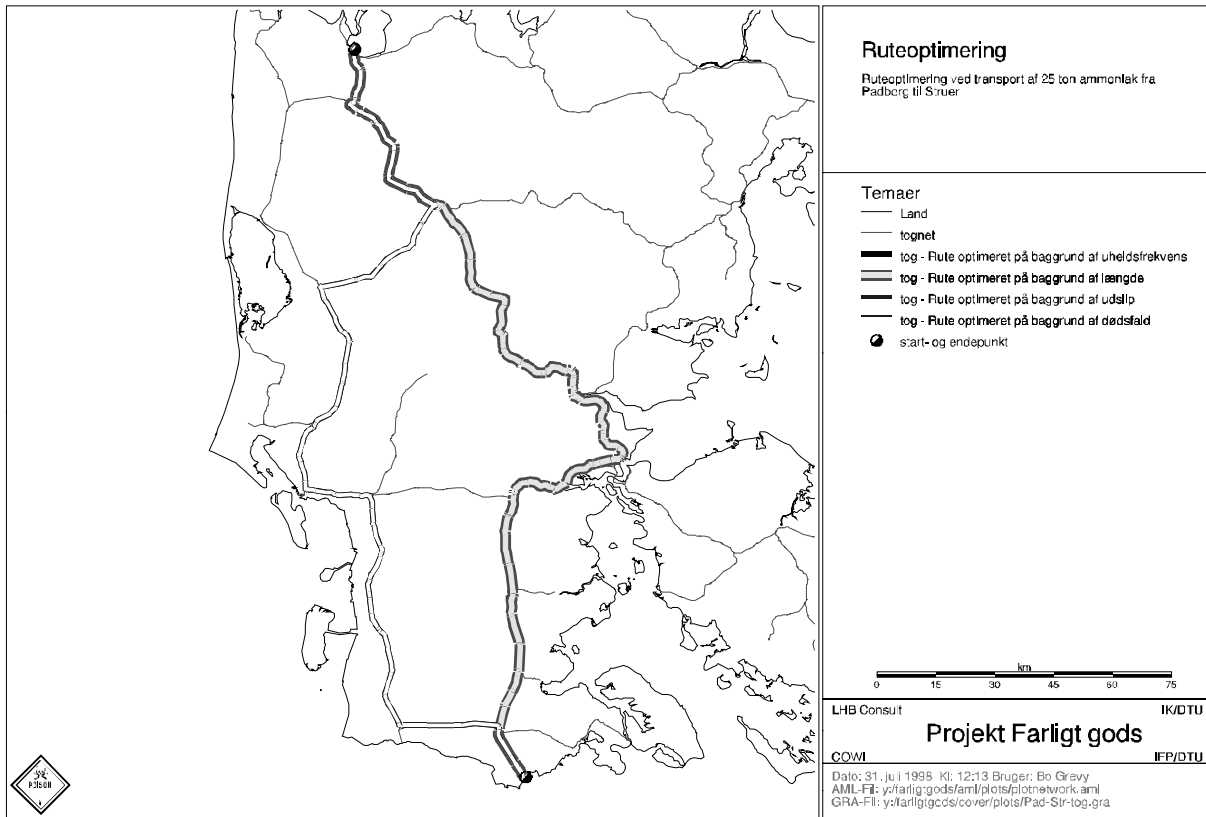 Ruteoptimering
Ruteoptimering ved transport af 25 ton ammoniak fra
Padborg til Struer
Temaer
Land
tognet
tog - Rute optimeret på baggrund af uheldsfrekvens
tog - Rute optimeret på baggrund af længde
tog - Rute optimeret på baggrund af udslip
tog - Rute optimeret på baggrund af dødsfald
start- og endepunkt
km
0 15 30 45 60 75
LHB Consult IK/DTU
Projekt Farligt gods
COWI IFP/DTU
Dato: 31. juli 1998 Kl: 12:13 Bruger: Bo Grevy
AML-Fil: y:/farligtgods/aml/plots/plotnetwork.aml
GRA-Fil: y:/farligtgods/cover/plots/Pad-Str-tog.gra
POISON